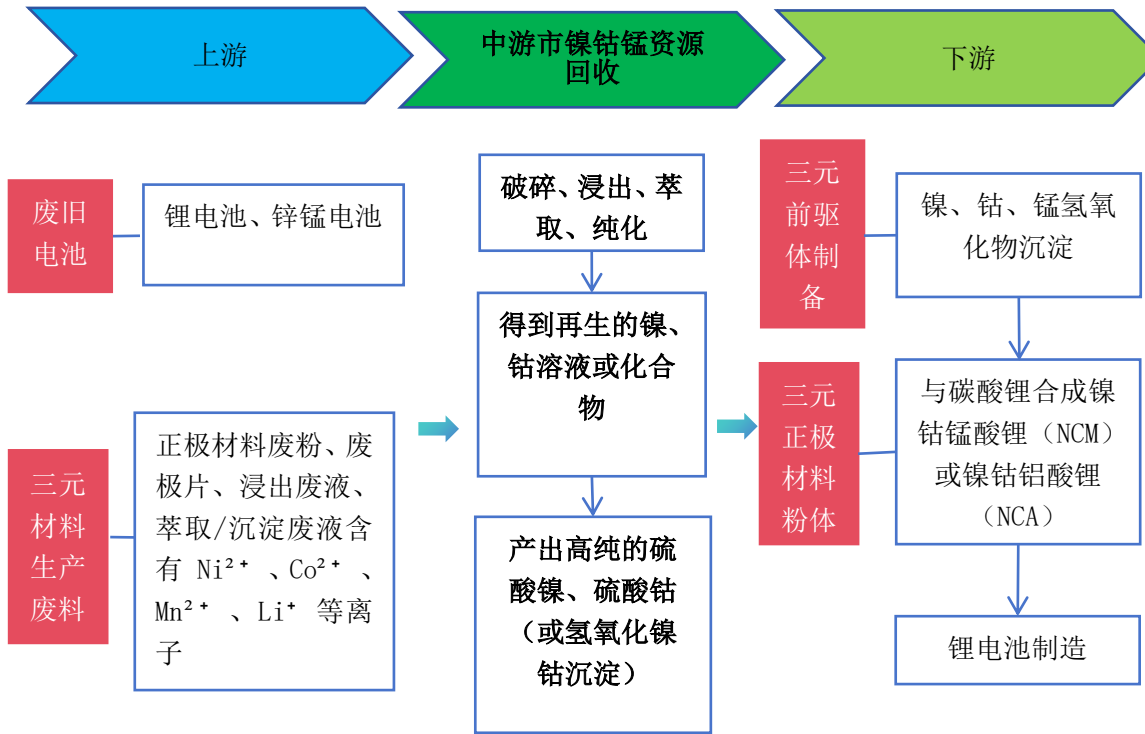 上游
中游市镍钴锰资源
回收
下游
废旧
电池
锂电池、锌锰电池
三元
材料
生产
废料
正极材料废粉、废
极片、浸出废液、
萃取/沉淀废液含
有 Ni²⁺ 、Co²⁺ 、
Mn²⁺ 、Li⁺ 等离
子
破碎、浸出、萃
取、纯化
得到再生的镍、
钴溶液或化合
物
产出高纯的硫
酸镍、硫酸钴
（或氢氧化镍
钴沉淀）
三元
前驱
体制
备
镍、钴、锰氢氧
化物沉淀
三元
正极
材料
粉体
与碳酸锂合成镍
钴锰酸锂（NCM）
或镍钴铝酸锂
（NCA）
锂电池制造